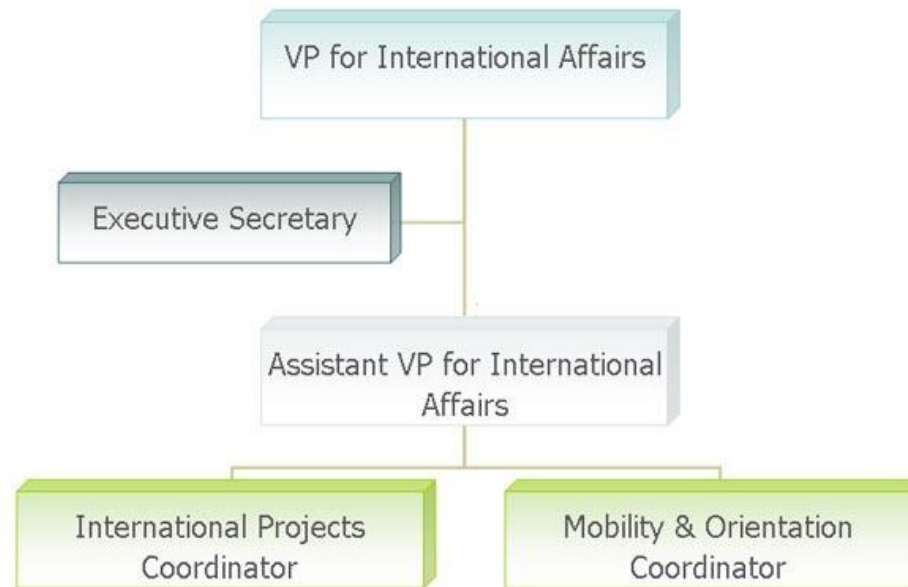 VP for International Affairs
Executive Secretary
Assistant VP for International
Affairs
International Projects
Coordinator
Mobility & Orientation
Coordinator